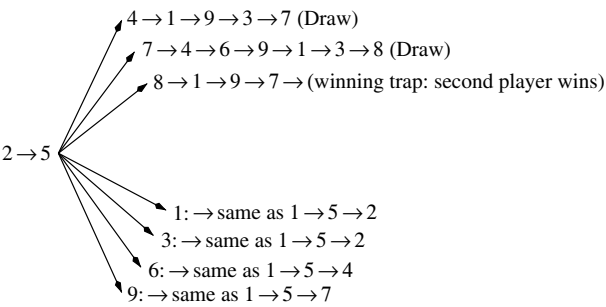 4→1→9→3→7 (Draw)
7→4→6→9→1→3→8 (Draw)
8→1→9→7→(winning trap: second player wins)
2→5
1:→same as 1→5→2
3:→same as 1→5→2
6:→same as 1→5→4
9:→same as 1→5→7